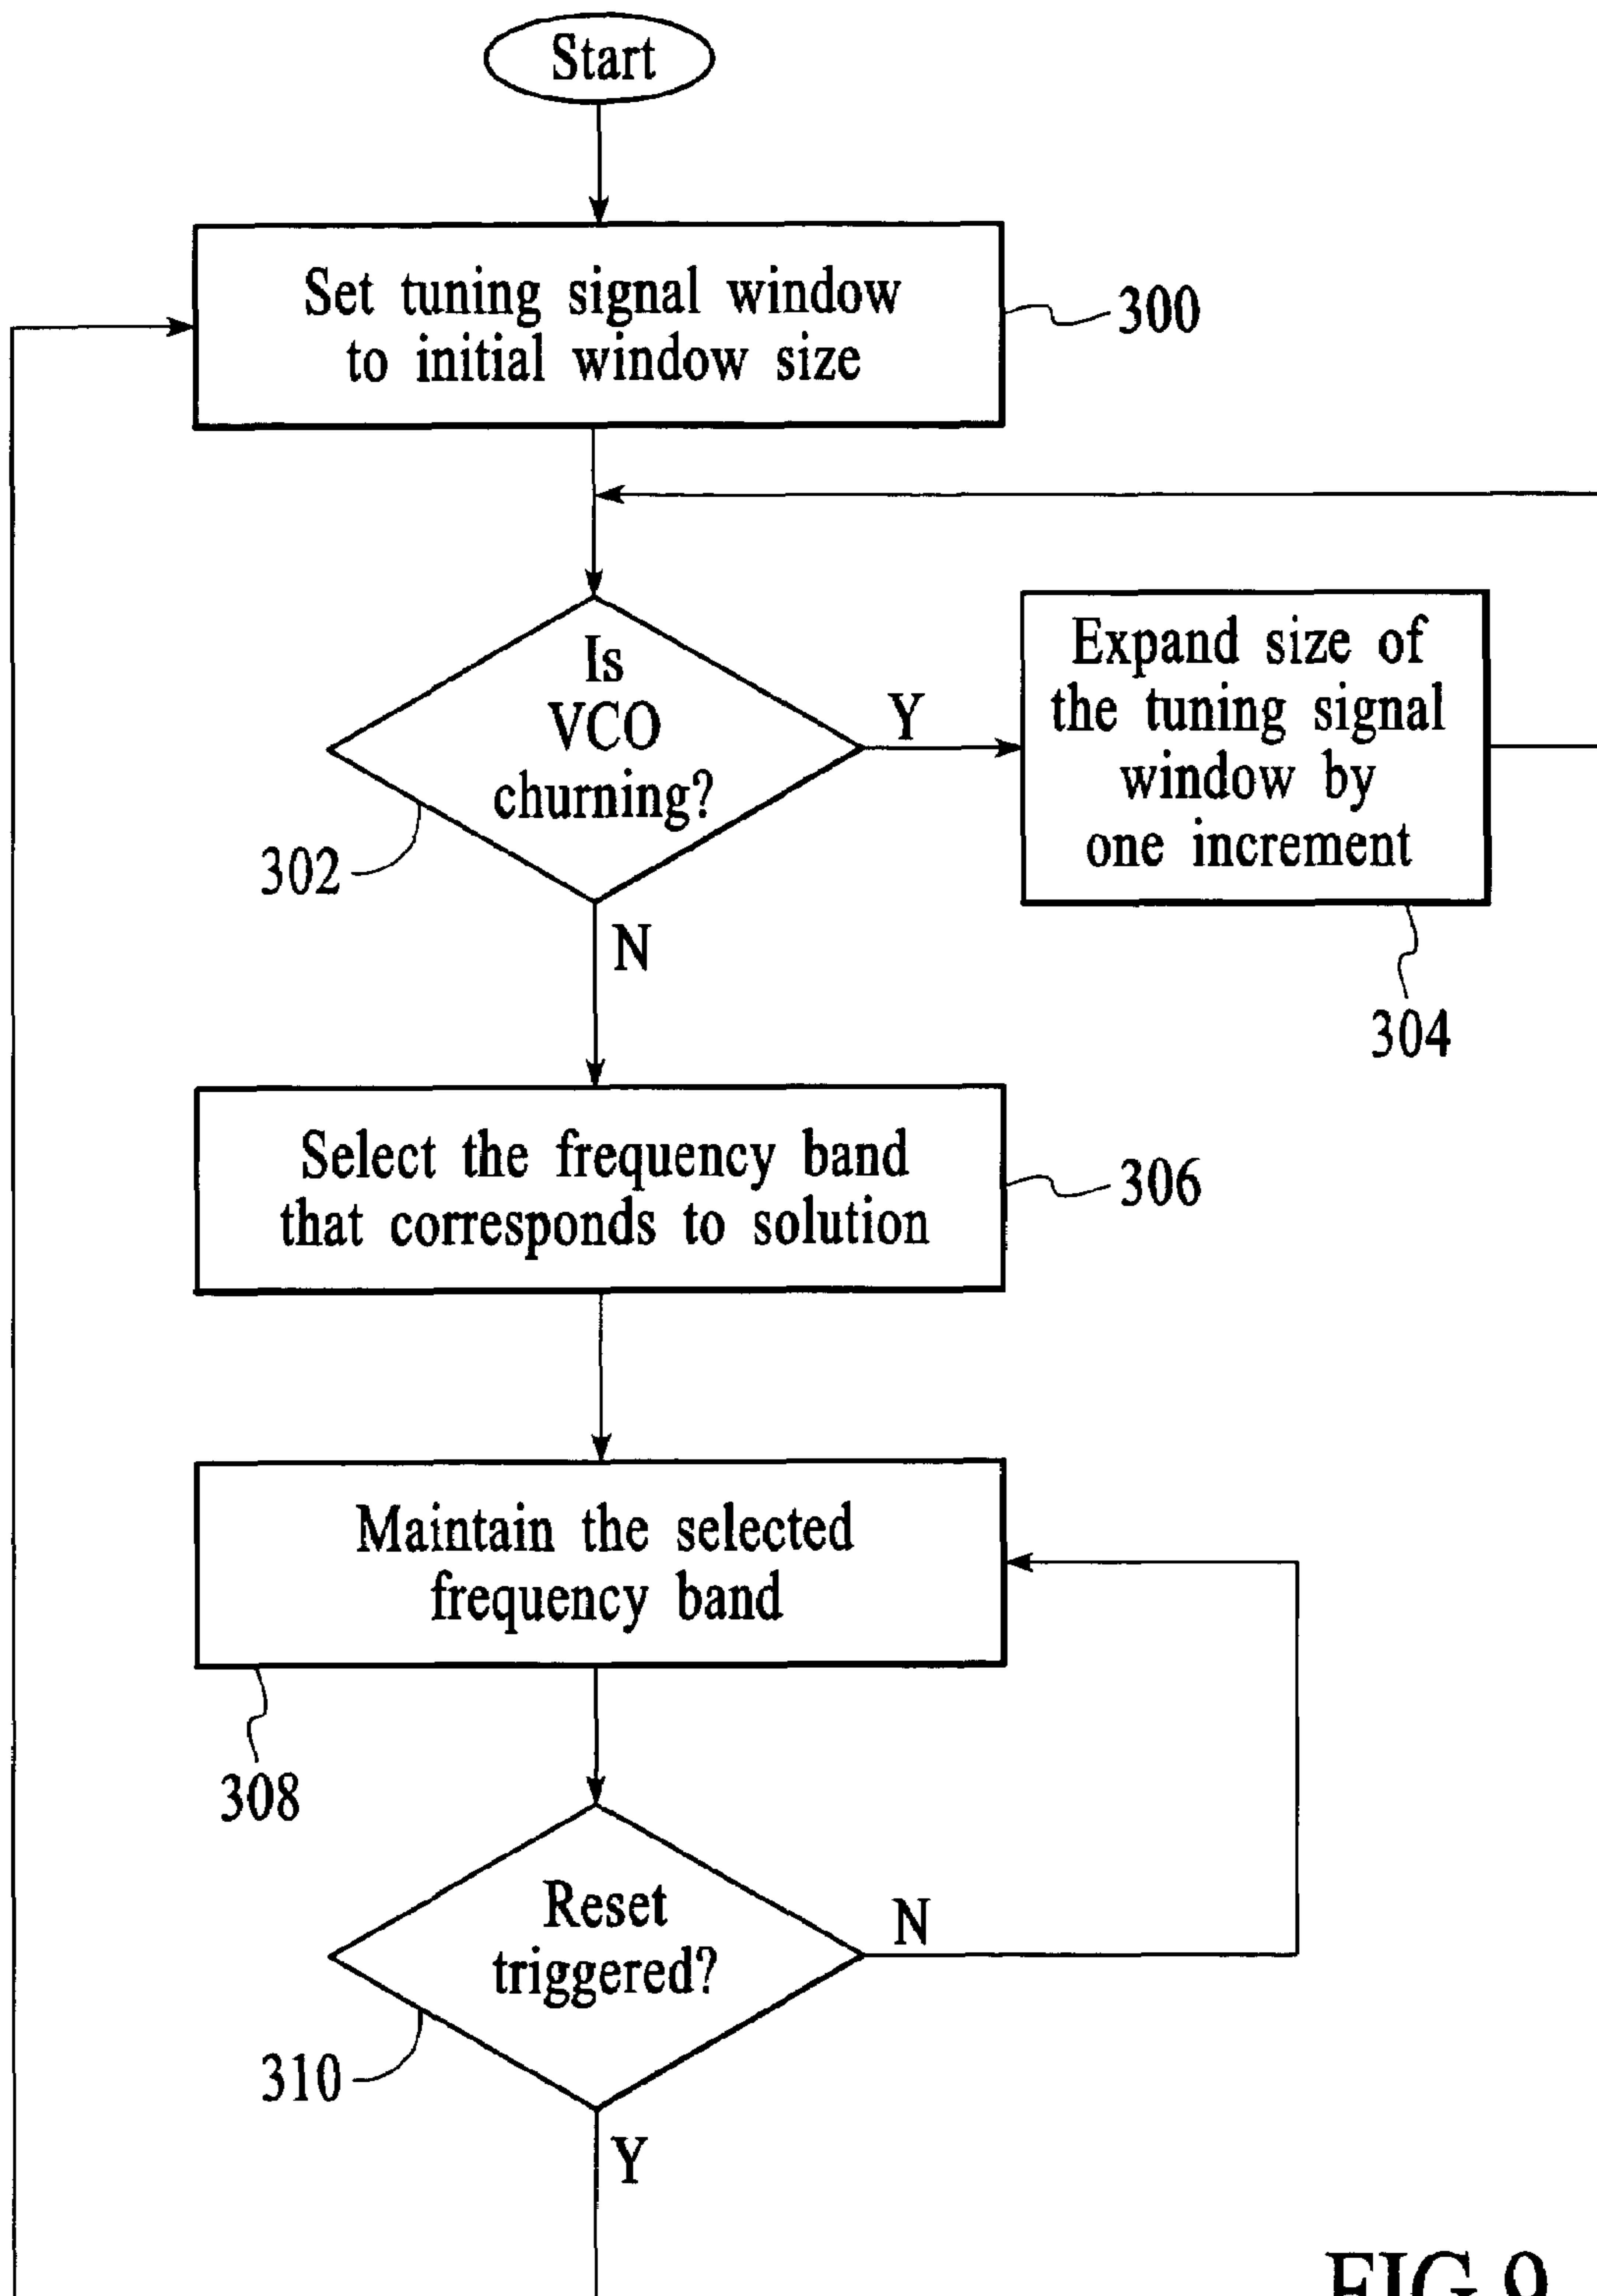 Start
Set tuning signal window
to initial window size
300
Is
VCO
churning?
Y
Expand size of
the tuning signal
window by
one increment
302
N
304
Select the frequency band
that corresponds to solution
306
Maintain the selected
frequency band
308
Reset
triggered?
N
310
Y
FIG.9